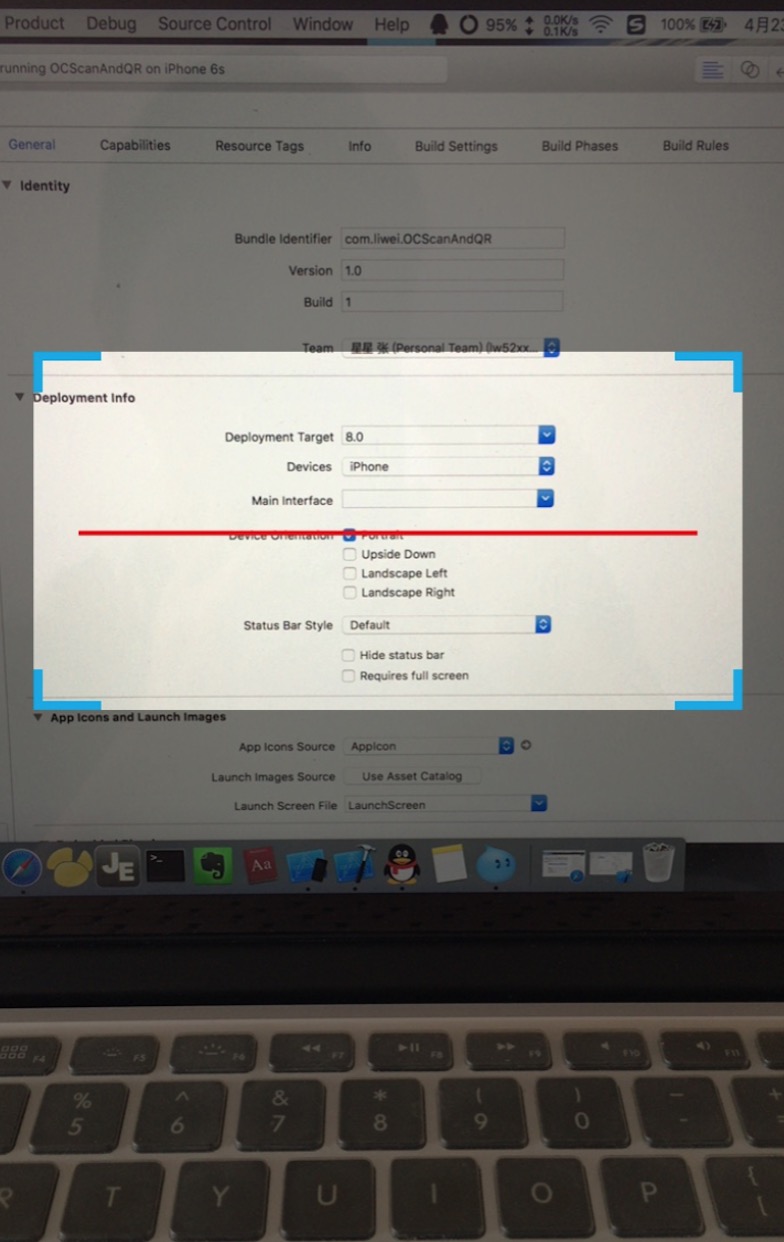 Product Debug Source Control Window Help 95% 0.0K/s 0.1K/s 100% 4月23
running OCScanAndQR on iPhone 6s
General Capabilities Resource Tags Info Build Settings Build Phases Build Rules
Identity
Bundle Identifier com.liwei.OCScanAndQR
Version 1.0
Build 1
Team 星星 张 (Personal Team) (lw52xx...
Deployment Info
Deployment Target 8.0
Devices iPhone
Main Interface
Device Orientation Portrait
Upside Down
Landscape Left
Landscape Right
Status Bar Style Default
Hide status bar
Requires full screen
App Icons and Launch Images
App Icons Source AppIcon
Launch Images Source Use Asset Catalog
Launch Screen File LaunchScreen
JE >_ Aa
F4 F5 F6 F7 F8 F9 F10 F11
% ^ & * ( ) — +
5 6 7 8 9 0 -
R T Y U I O P { [